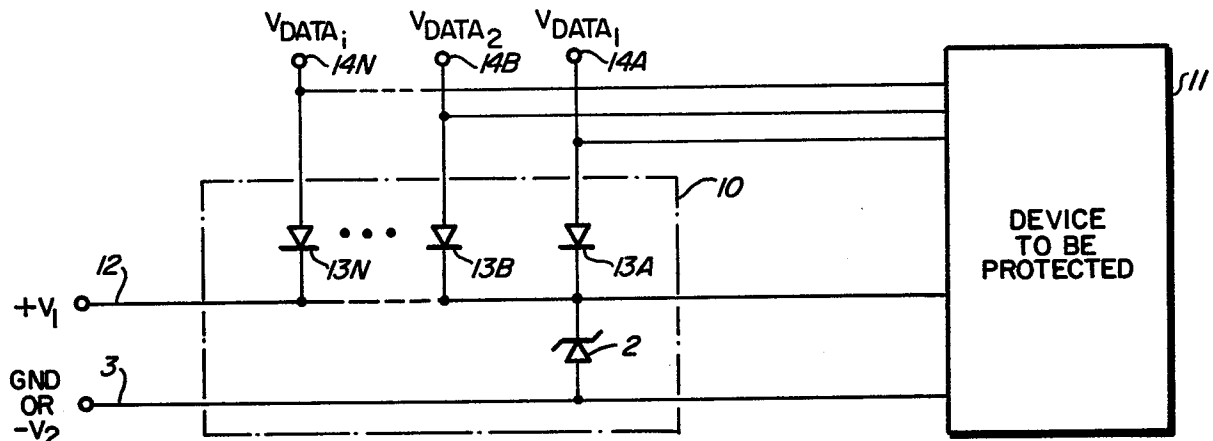 VDATAi VDATA2 VDATA1
14N 14B 14A
11
10
DEVICE
TO BE
PROTECTED
13N 13B 13A
12
+V1
2
3
GND
OR
-V2